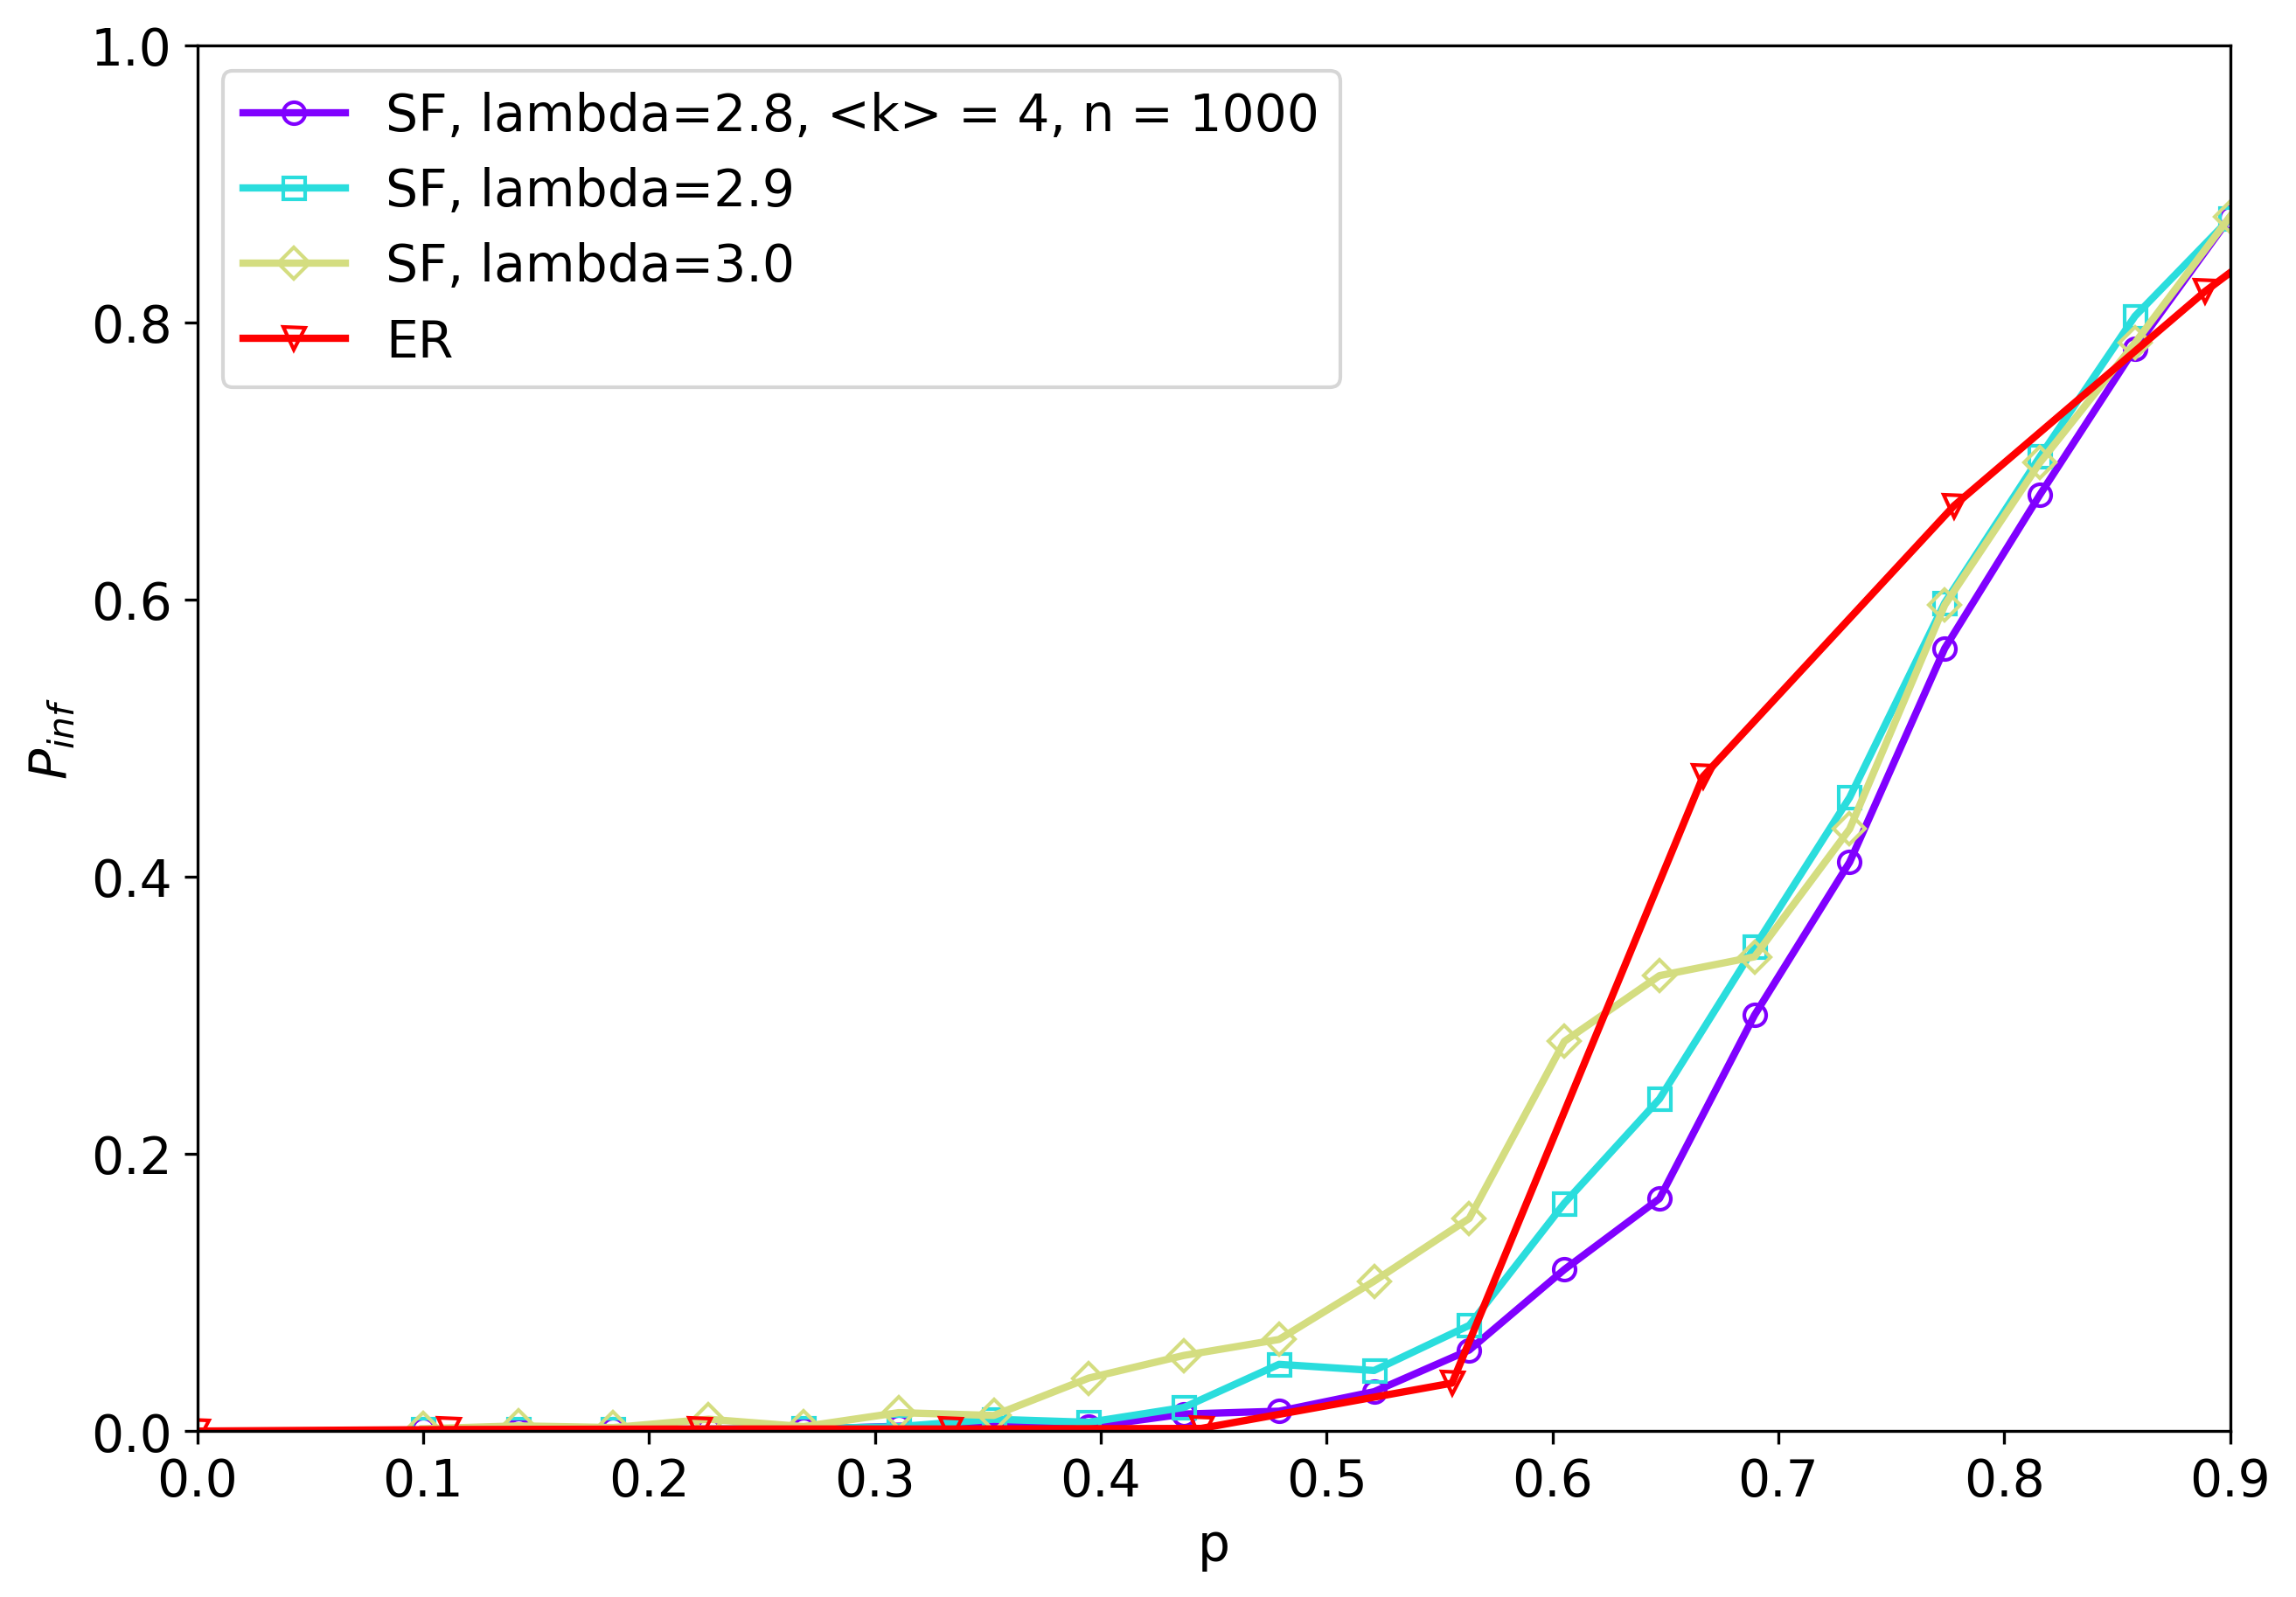 1.0
0.8
0.6
0.4
0.2
0.0
P_inf
SF, lambda=2.8, <k> = 4, n = 1000
SF, lambda=2.9
SF, lambda=3.0
ER
0.0 0.1 0.2 0.3 0.4 0.5 0.6 0.7 0.8 0.9
p